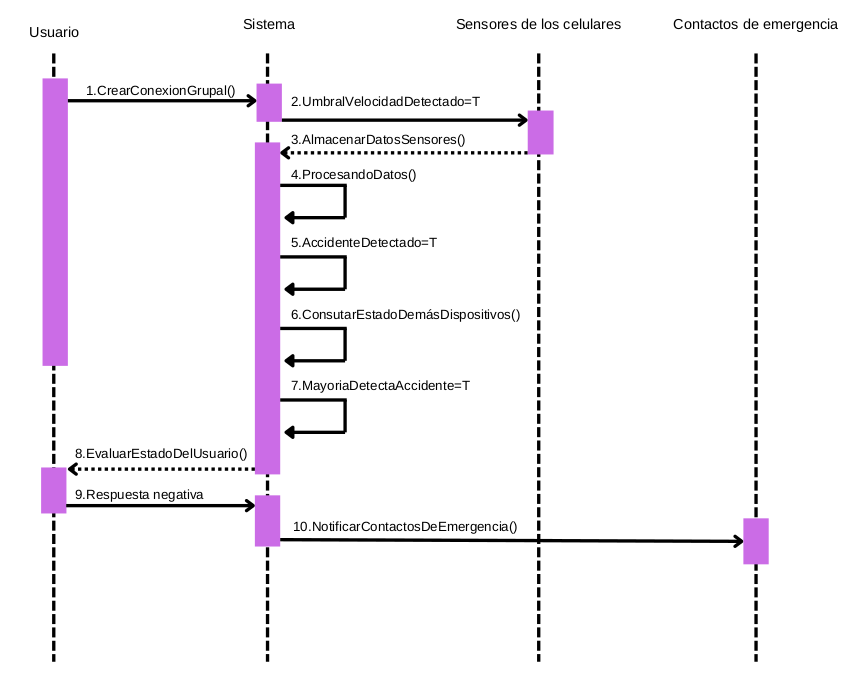 Usuario
Sistema
Sensores de los celulares
Contactos de emergencia
1.CrearConexionGrupal()
2.UmbralVelocidadDetectado=T
3.AlmacenarDatosSensores()
4.ProcesandoDatos()
5.AccidenteDetectado=T
6.ConsutarEstadoDemásDispositivos()
7.MayoriaDetectaAccidente=T
8.EvaluarEstadoDelUsuario()
9.Respuesta negativa
10.NotificarContactosDeEmergencia()